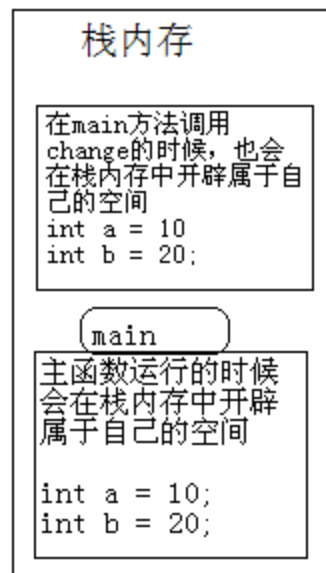 栈内存
在main方法调用
change的时候，也会
在栈内存中开辟属于自
己的空间
int a = 10
int b = 20;
main
主函数运行的时候
会在栈内存中开辟
属于自己的空间
int a = 10;
int b = 20;